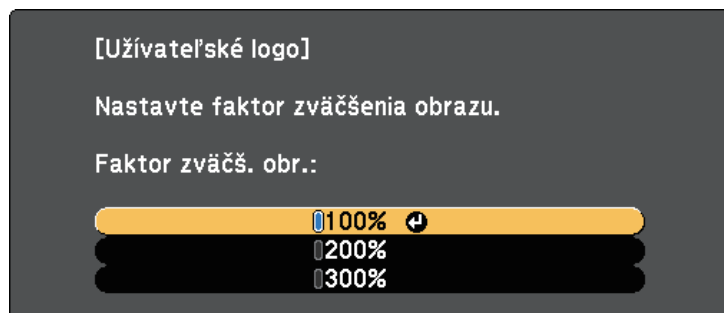 [Užívateľské logo]
Nastavte faktor zväčšenia obrazu.
Faktor zväčš. obr.:
100%
200%
300%